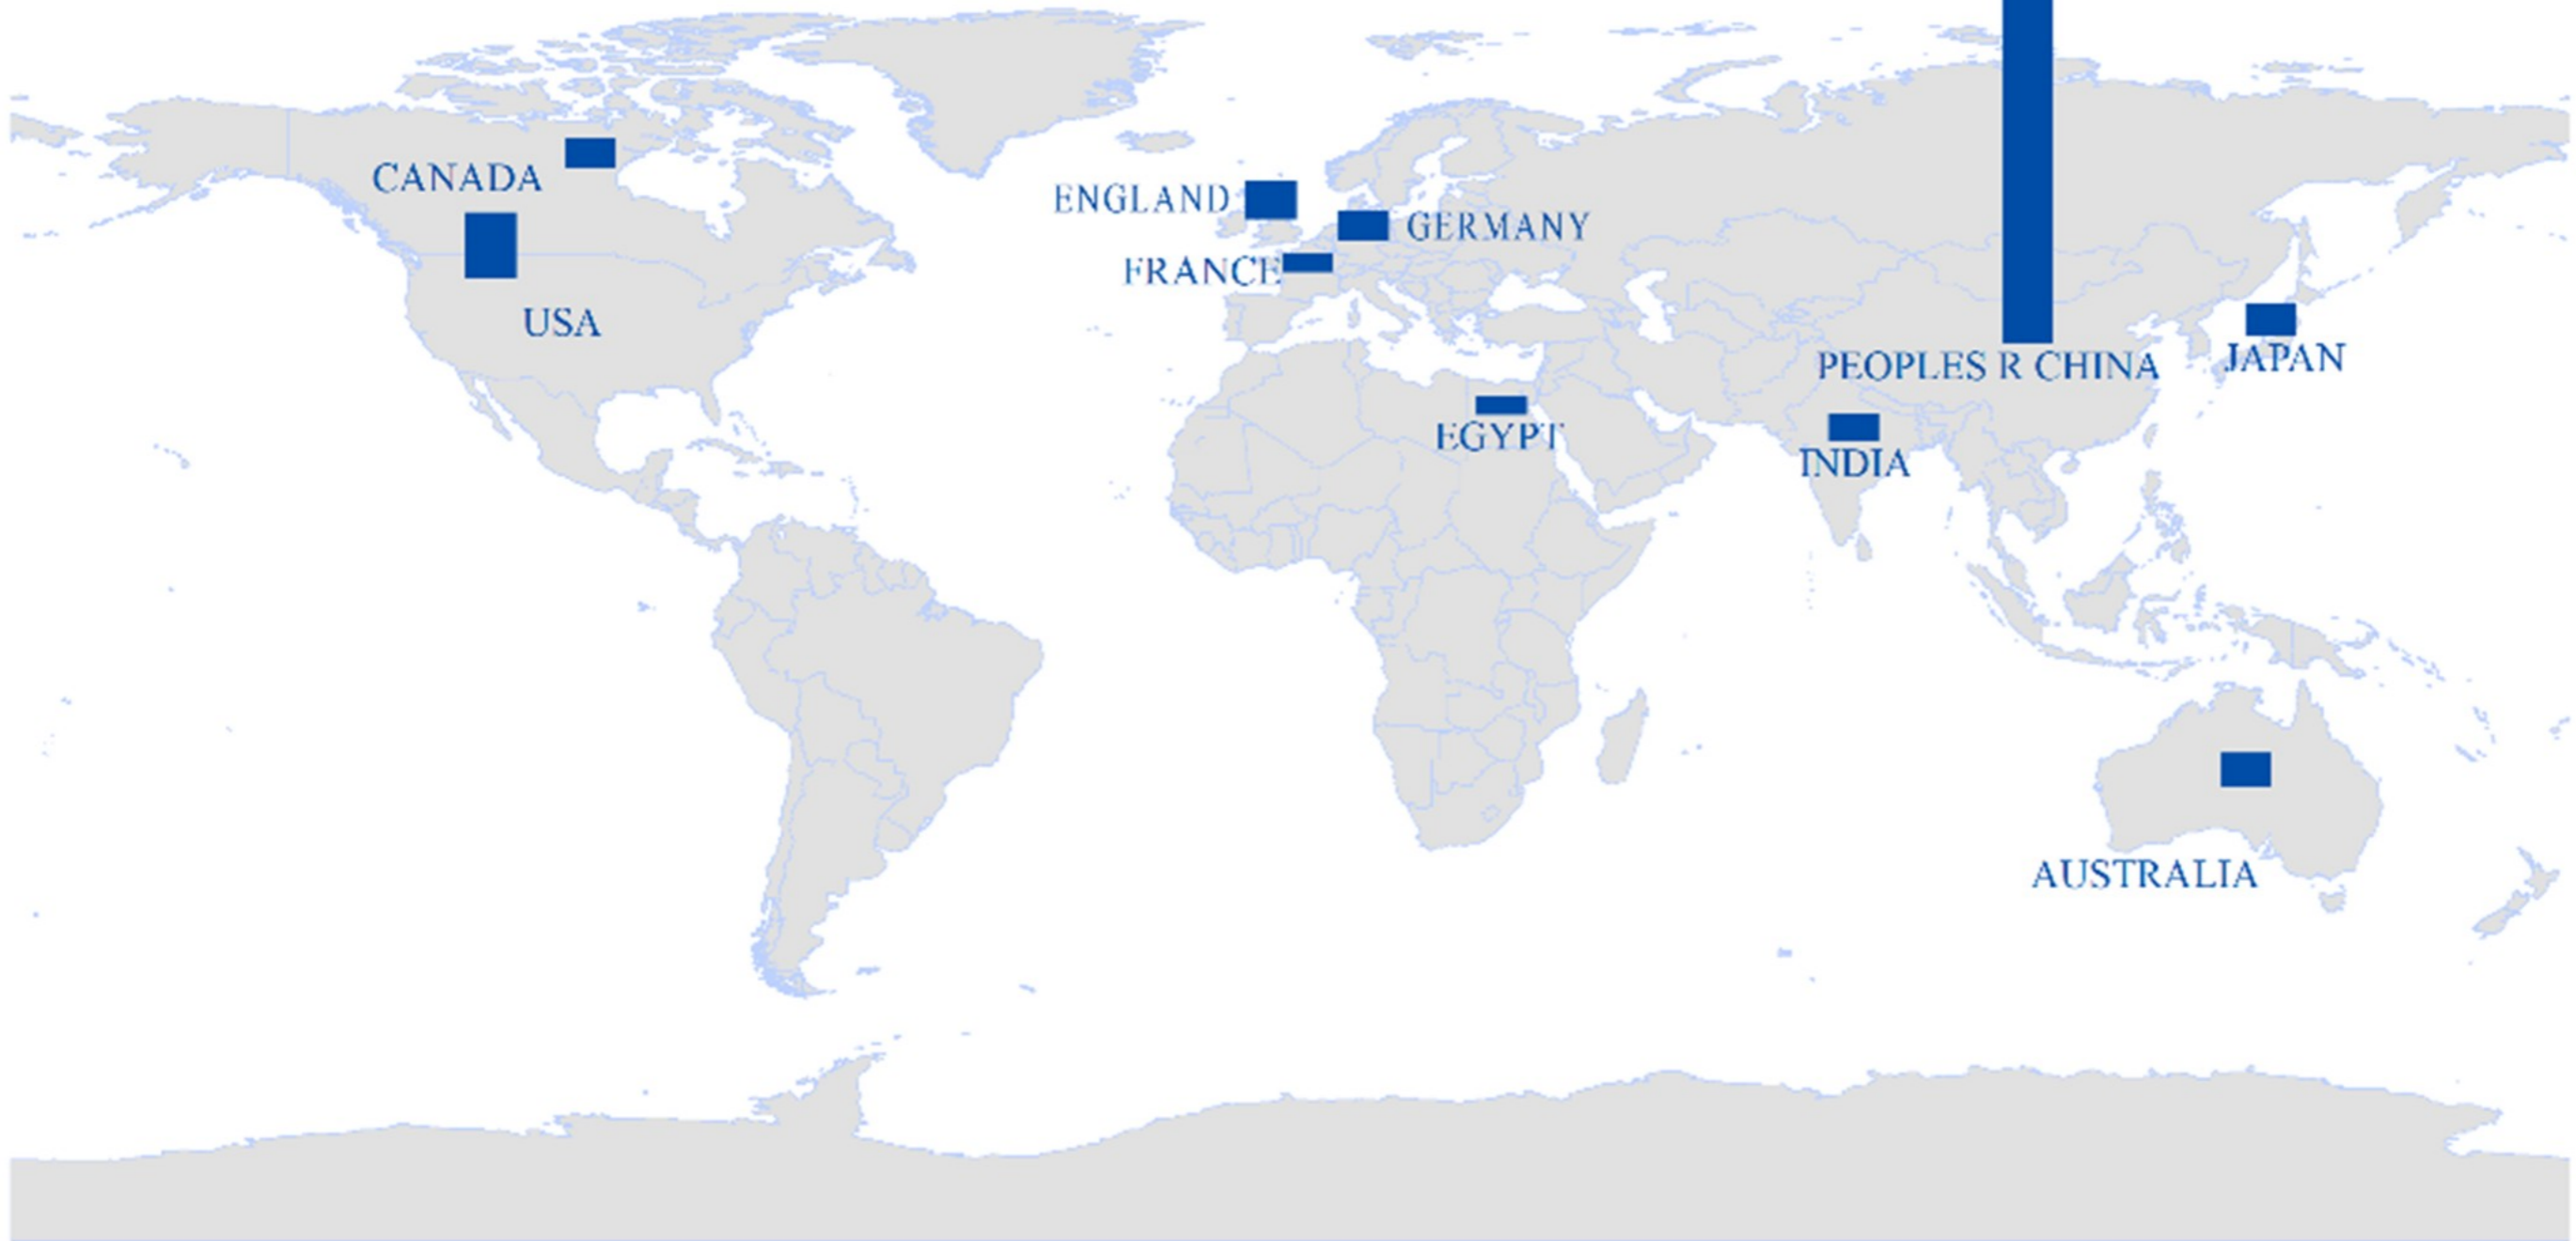 CANADA
ENGLAND
GERMANY
FRANCE
USA
PEOPLES R CHINA
JAPAN
EGYPT
INDIA
AUSTRALIA